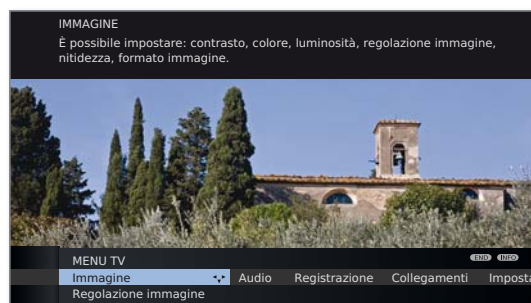 IMMAGINE
È possibile impostare: contrasto, colore, luminosità, regolazione immagine,
nitidezza, formato immagine.
MENU TV
END INFO
Immagine Audio Registrazione Collegamenti Imposta
Regolazione immagine